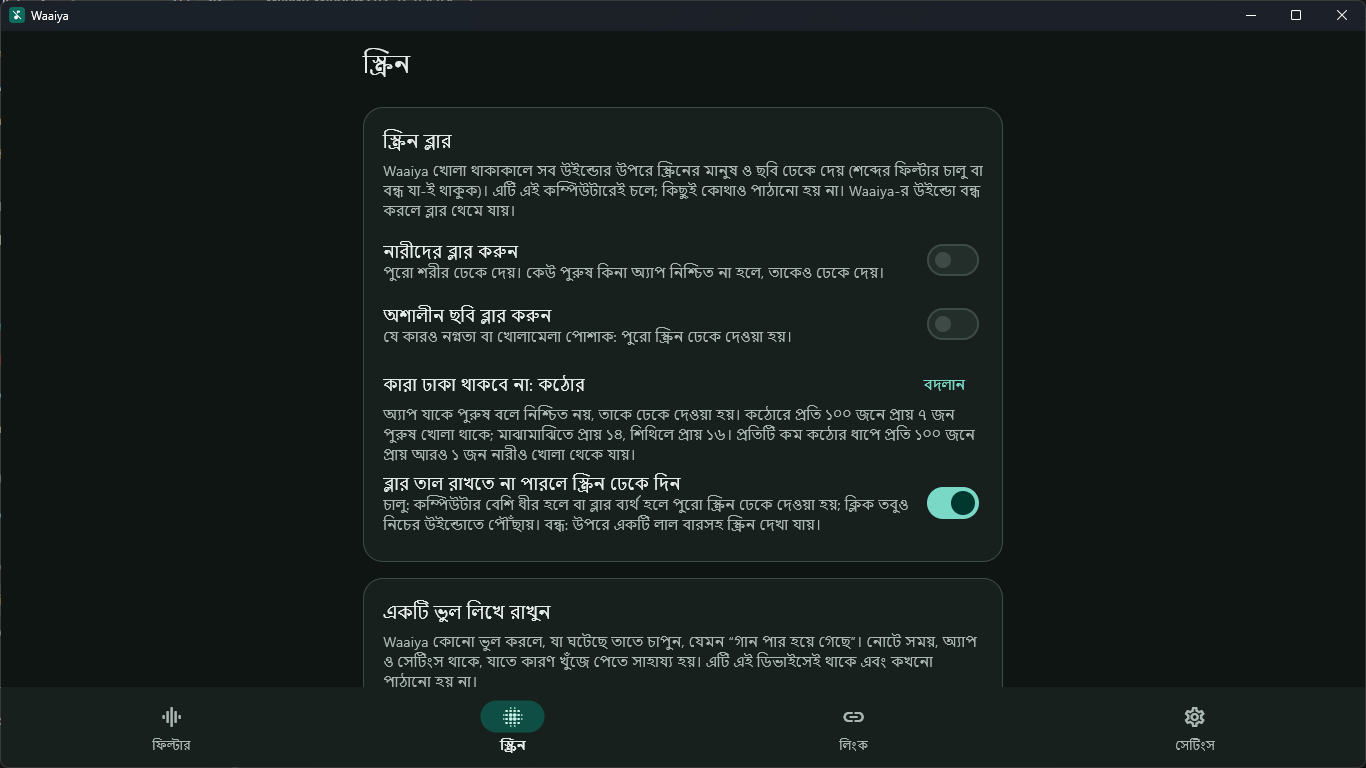 Waaiya
স্ক্রিন
স্ক্রিন ব্লার
Waaiya খোলা থাকাকালে সব উইন্ডোর উপরে স্ক্রিনের মানুষ ও ছবি ঢেকে দেয় (শব্দের ফিল্টার চালু বা
বন্ধ যা-ই থাকুক)। এটি এই কম্পিউটারেই চলে; কিছুই কোথাও পাঠানো হয় না। Waaiya-র উইন্ডো বন্ধ
করলে ব্লার থেমে যায়।
নারীদের ব্লার করুন
পুরো শরীর ঢেকে দেয়। কেউ পুরুষ কিনা অ্যাপ নিশ্চিত না হলে, তাকেও ঢেকে দেয়।
অশালীন ছবি ব্লার করুন
যে কারও নগ্নতা বা খোলামেলা পোশাক: পুরো স্ক্রিন ঢেকে দেওয়া হয়।
কারা ঢাকা থাকবে না: কঠোর
বদলান
অ্যাপ যাকে পুরুষ বলে নিশ্চিত নয়, তাকে ঢেকে দেওয়া হয়। কঠোরে প্রতি ১০০ জনে প্রায় ৭ জন
পুরুষ খোলা থাকে; মাঝামাঝিতে প্রায় ১৪, শিথিলে প্রায় ১৬। প্রতিটি কম কঠোর ধাপে প্রতি ১০০ জনে
প্রায় আরও ১ জন নারীও খোলা থেকে যায়।
ব্লার তাল রাখতে না পারলে স্ক্রিন ঢেকে দিন
চালু: কম্পিউটার বেশি ধীর হলে বা ব্লার ব্যর্থ হলে পুরো স্ক্রিন ঢেকে দেওয়া হয়; ক্লিক তবুও
নিচের উইন্ডোতে পৌঁছায়। বন্ধ: উপরে একটি লাল বারসহ স্ক্রিন দেখা যায়।
একটি ভুল লিখে রাখুন
Waaiya কোনো ভুল করলে, যা ঘটেছে তাতে চাপুন, যেমন “গান পার হয়ে গেছে”। নোটে সময়, অ্যাপ
ও সেটিংস থাকে, যাতে কারণ খুঁজে পেতে সাহায্য হয়। এটি এই ডিভাইসেই থাকে এবং কখনো
পাঠানো হয় না।
ফিল্টার
স্ক্রিন
লিংক
সেটিংস